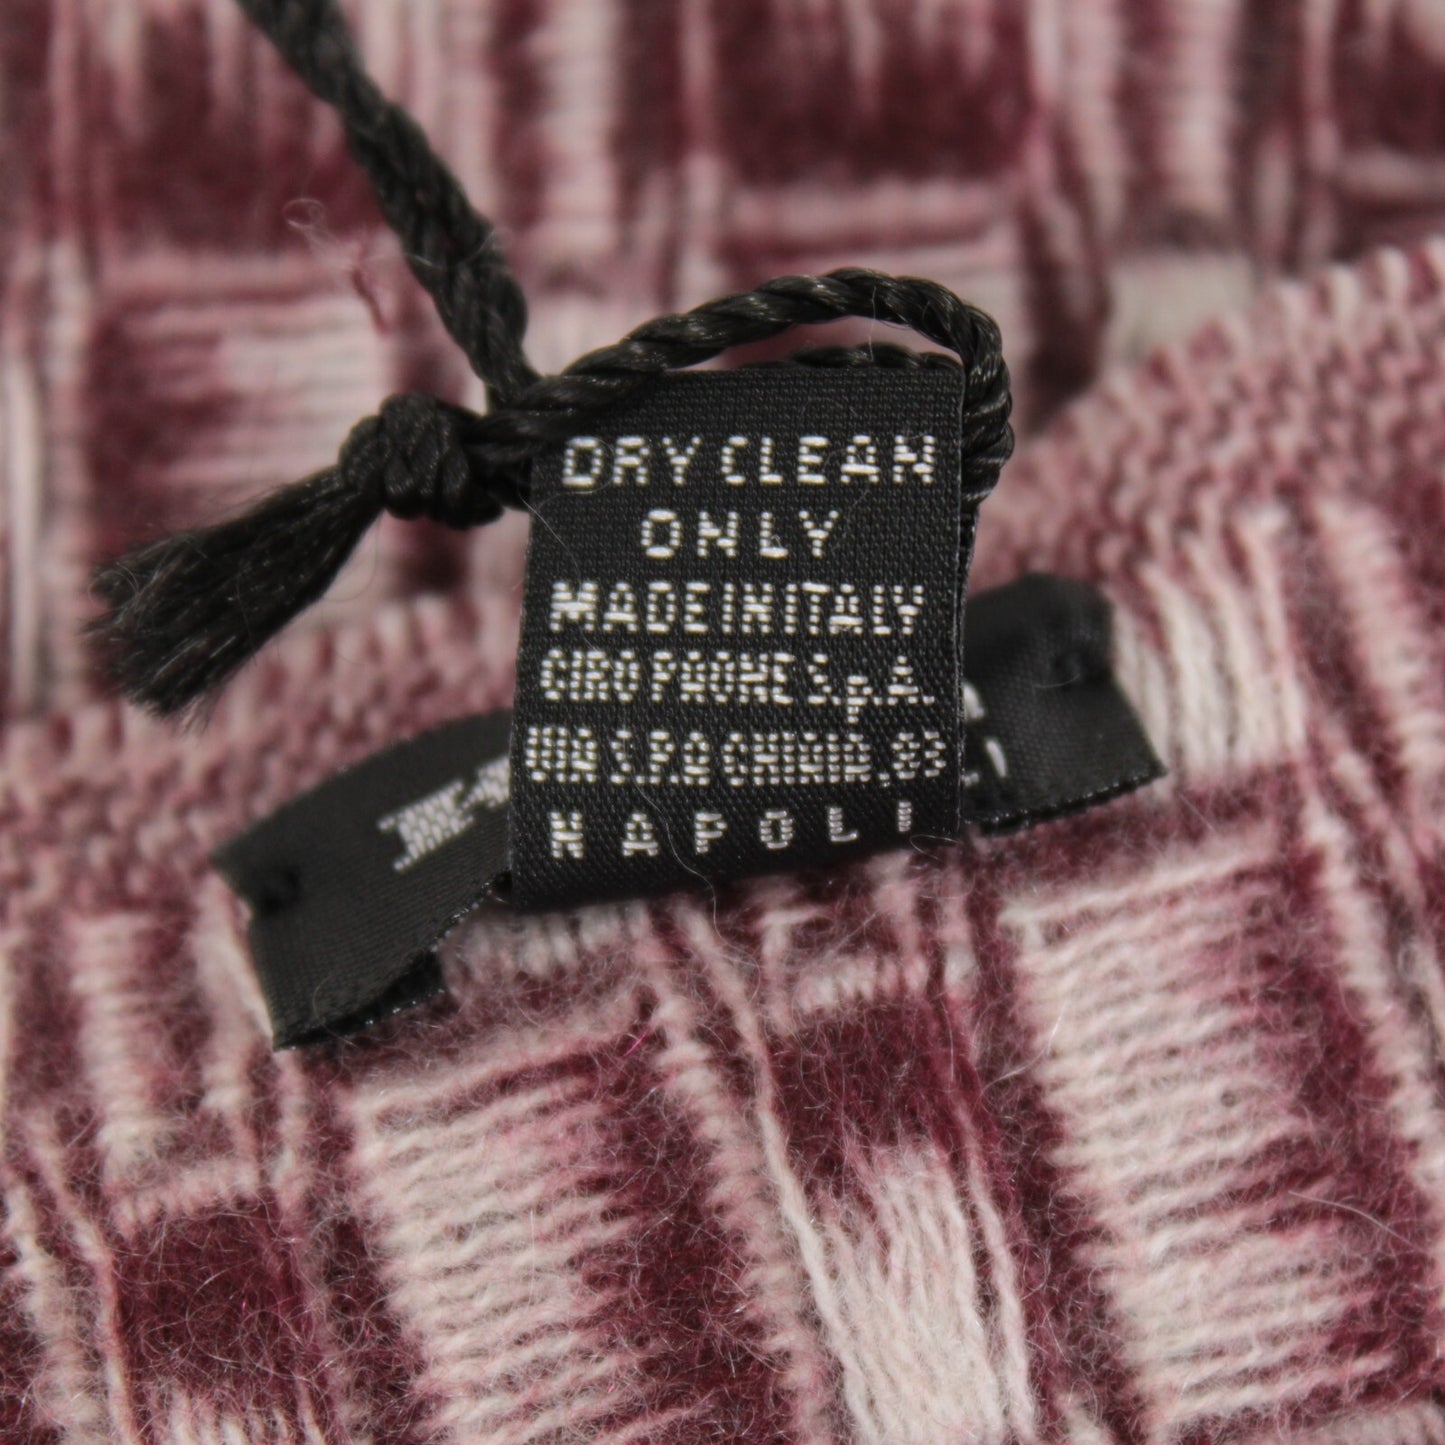 DRY CLEAN
ONLY
MADE IN ITALY
CIRO PAONE S.p.A.
VIA S.P.A CHIAIA, 83
NAPOLI